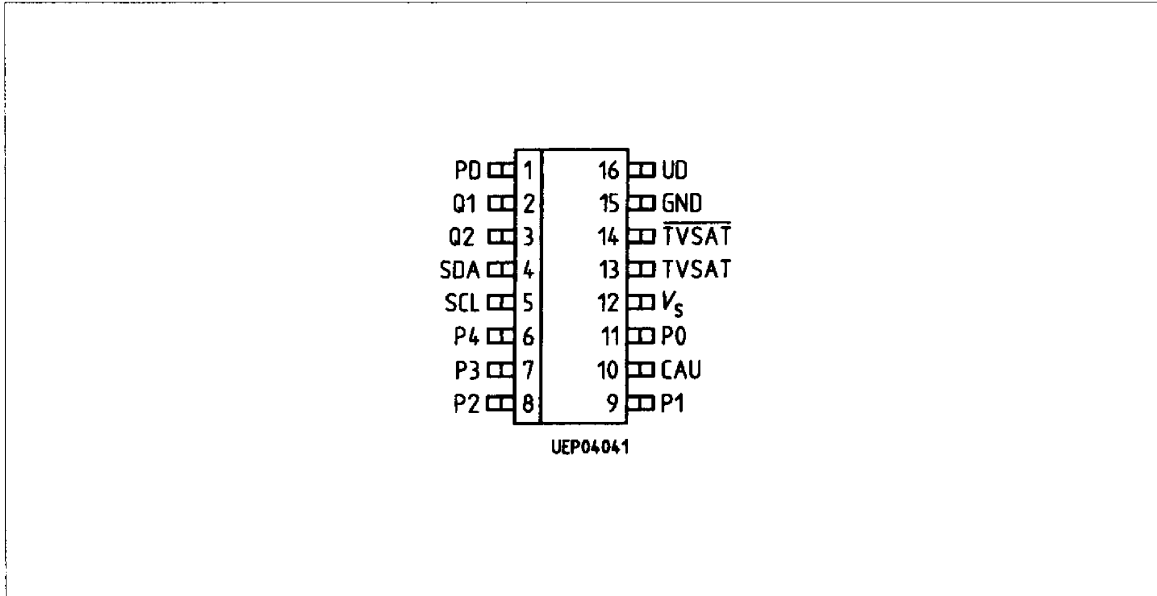 PD 1 16 UD
Q1 2 15 GND
Q2 3 14 T̅V̅S̅A̅T̅
SDA 4 13 TVSAT
SCL 5 12 Vs
P4 6 11 P0
P3 7 10 CAU
P2 8 9 P1
UEP04041